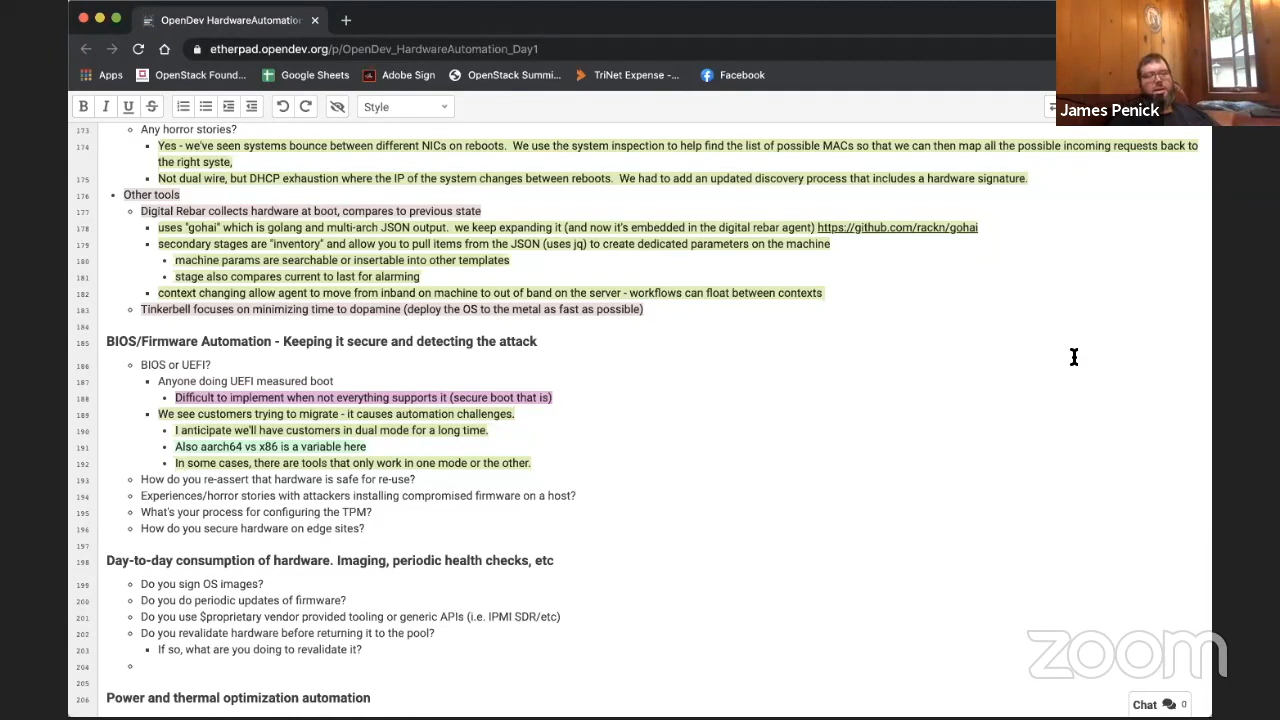 OpenDev HardwareAutomation
etherpad.opendev.org/p/OpenDev_HardwareAutomation_Day1
Apps
OpenStack Found...
Google Sheets
Adobe Sign
OpenStack Summi...
TriNet Expense -...
Facebook
James Penick
B I U S
Style
173 Any horror stories?
174 Yes - we've seen systems bounce between different NICs on reboots. We use the system inspection to help find the list of possible MACs so that we can then map all the possible incoming requests back to
the right syste,
175 Not dual wire, but DHCP exhaustion where the IP of the system changes between reboots. We had to add an updated discovery process that includes a hardware signature.
176 Other tools
177 Digital Rebar collects hardware at boot, compares to previous state
178 uses "gohai" which is golang and multi-arch JSON output. we keep expanding it (and now it's embedded in the digital rebar agent) https://github.com/rackn/gohai
179 secondary stages are "inventory" and allow you to pull items from the JSON (uses jq) to create dedicated parameters on the machine
180 machine params are searchable or insertable into other templates
181 stage also compares current to last for alarming
182 context changing allow agent to move from inband on machine to out of band on the server - workflows can float between contexts
183 Tinkerbell focuses on minimizing time to dopamine (deploy the OS to the metal as fast as possible)
184
185 BIOS/Firmware Automation - Keeping it secure and detecting the attack
186 BIOS or UEFI?
187 Anyone doing UEFI measured boot
188 Difficult to implement when not everything supports it (secure boot that is)
189 We see customers trying to migrate - it causes automation challenges.
190 I anticipate we'll have customers in dual mode for a long time.
191 Also aarch64 vs x86 is a variable here
192 In some cases, there are tools that only work in one mode or the other.
193 How do you re-assert that hardware is safe for re-use?
194 Experiences/horror stories with attackers installing compromised firmware on a host?
195 What's your process for configuring the TPM?
196 How do you secure hardware on edge sites?
197
198 Day-to-day consumption of hardware. Imaging, periodic health checks, etc
199 Do you sign OS images?
200 Do you do periodic updates of firmware?
201 Do you use $proprietary vendor provided tooling or generic APIs (i.e. IPMI SDR/etc)
202 Do you revalidate hardware before returning it to the pool?
203 If so, what are you doing to revalidate it?
204
205
206 Power and thermal optimization automation
zoom
Chat 0